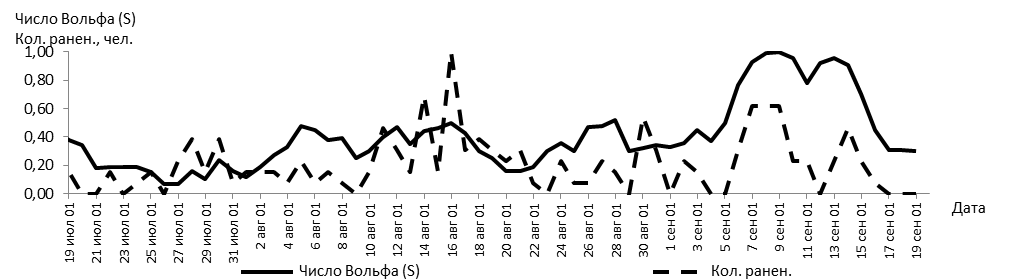 Число Вольфа (S)
Кол. ранен., чел.
1,00
0,80
0,60
0,40
0,20
0,00
19 июл 01
21 июл 01
23 июл 01
25 июл 01
27 июл 01
29 июл 01
31 июл 01
2 авг 01
4 авг 01
6 авг 01
8 авг 01
10 авг 01
12 авг 01
14 авг 01
16 авг 01
18 авг 01
20 авг 01
22 авг 01
24 авг 01
26 авг 01
28 авг 01
30 авг 01
1 сен 01
3 сен 01
5 сен 01
7 сен 01
9 сен 01
11 сен 01
13 сен 01
15 сен 01
17 сен 01
19 сен 01
Дата
Число Вольфа (S)
Кол. ранен.